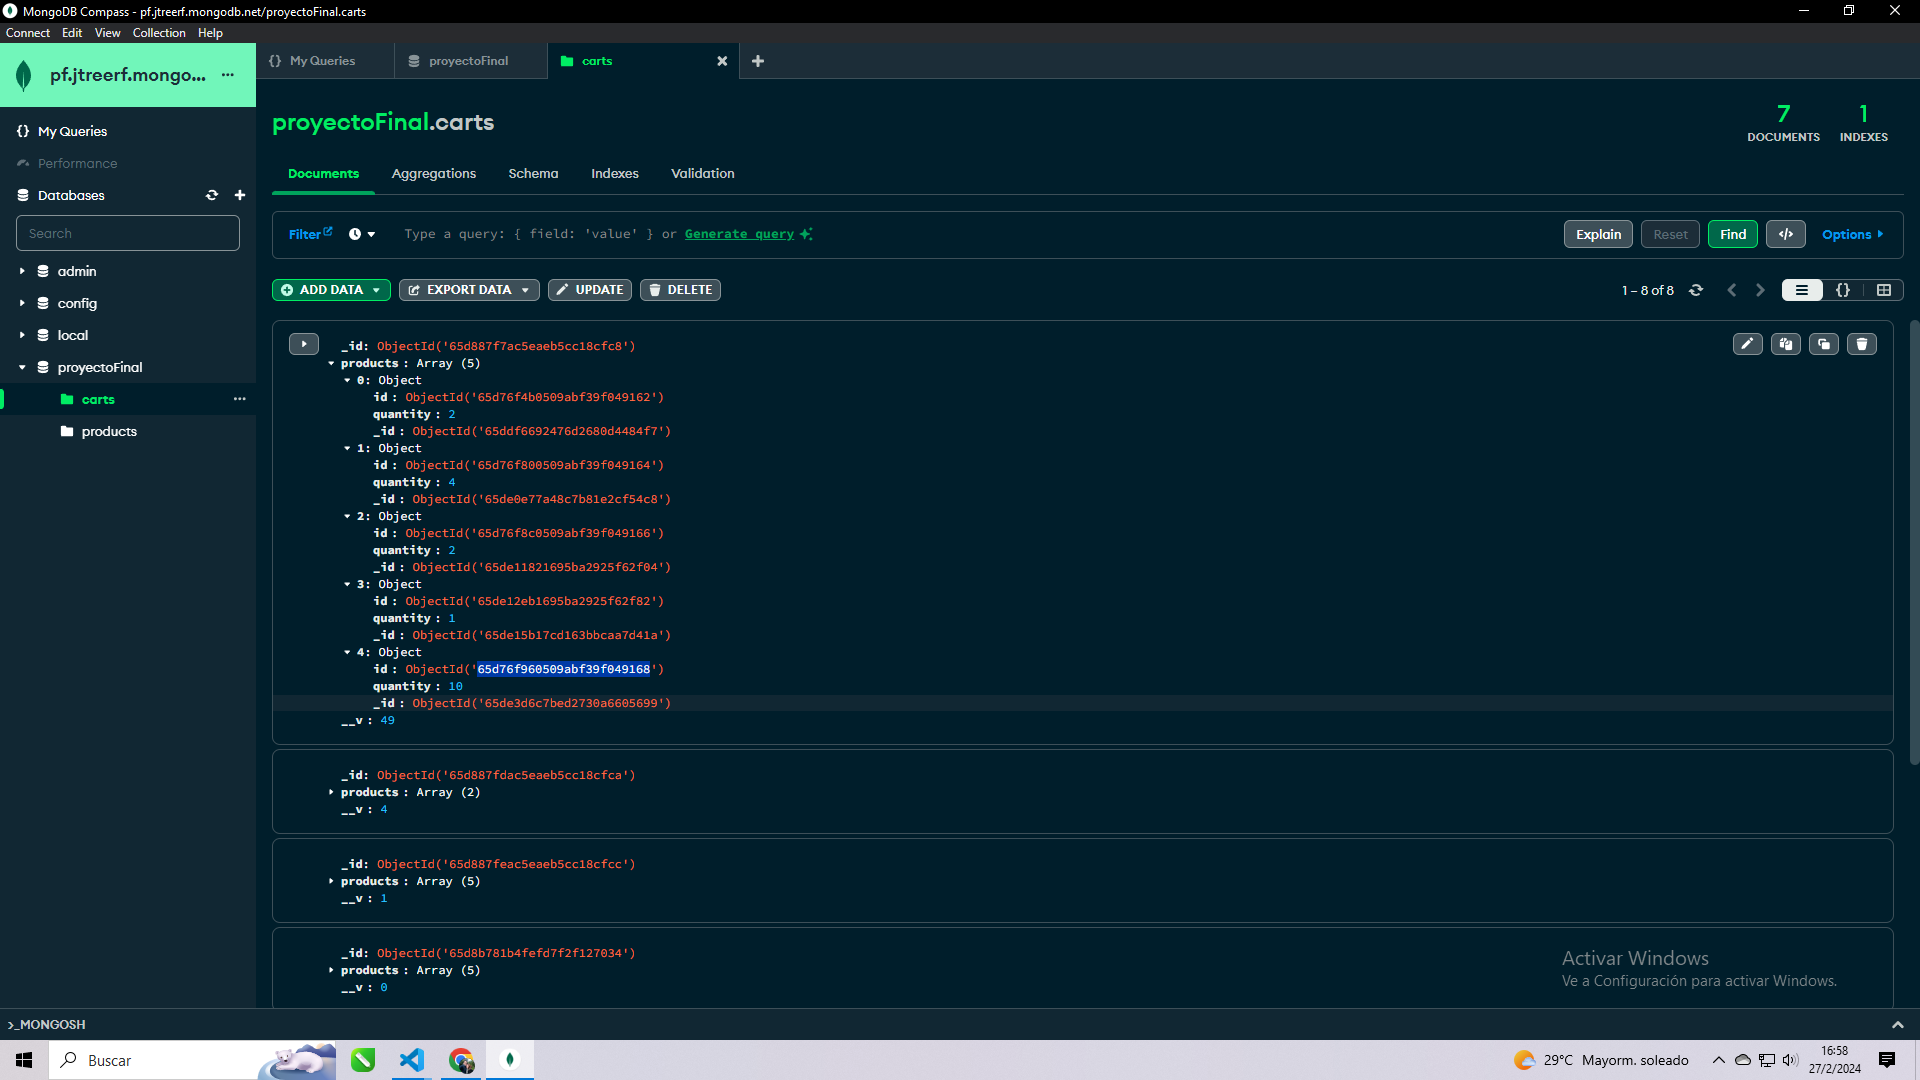 MongoDB Compass - pf.jtreerf.mongodb.net/proyectoFinal.carts
Connect Edit View Collection Help
pf.jtreerf.mongo... ...
My Queries
proyectoFinal
carts
{} My Queries
Performance
Databases
Search
admin
config
local
proyectoFinal
carts ...
products
proyectoFinal.carts
7
DOCUMENTS
1
INDEXES
Documents Aggregations Schema Indexes Validation
Filter Type a query: { field: 'value' } or Generate query Explain Reset Find </> Options
ADD DATA EXPORT DATA UPDATE DELETE 1 – 8 of 8 {}
_id: ObjectId('65d887f7ac5eaeb5cc18cfc8')
products : Array (5)
0: Object
id : ObjectId('65d76f4b0509abf39f049162')
quantity : 2
_id : ObjectId('65ddf6692476d2680d4484f7')
1: Object
id : ObjectId('65d76f800509abf39f049164')
quantity : 4
_id : ObjectId('65de0e77a48c7b81e2cf54c8')
2: Object
id : ObjectId('65d76f8c0509abf39f049166')
quantity : 2
_id : ObjectId('65de11821695ba2925f62f04')
3: Object
id : ObjectId('65de12eb1695ba2925f62f82')
quantity : 1
_id : ObjectId('65de15b17cd163bbcaa7d41a')
4: Object
id : ObjectId('65d76f960509abf39f049168')
quantity : 10
_id : ObjectId('65de3d6c7bed2730a6605699')
__v : 49
_id: ObjectId('65d887fdac5eaeb5cc18cfca')
products : Array (2)
__v : 4
_id: ObjectId('65d887feac5eaeb5cc18cfcc')
products : Array (5)
__v : 1
_id: ObjectId('65d8b781b4fefd7f2f127034')
products : Array (5)
__v : 0
Activar Windows
Ve a Configuración para activar Windows.
>_MONGOSH
Buscar
29°C Mayorm. soleado
16:58
27/2/2024